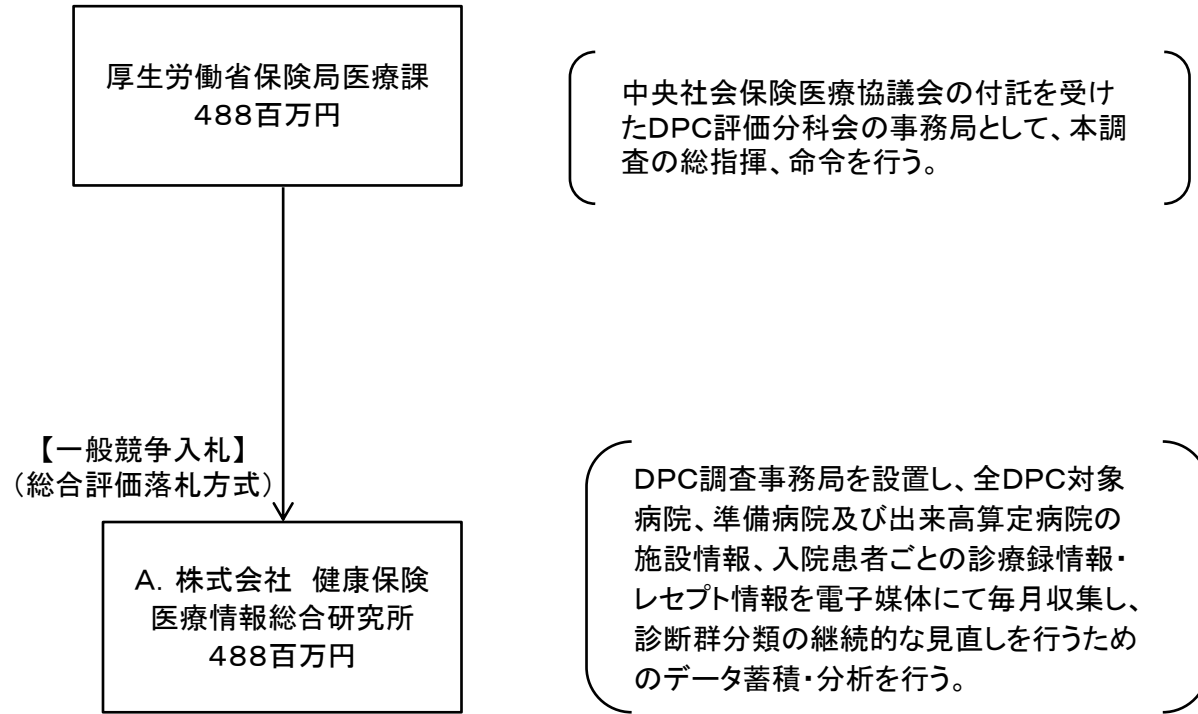 厚生労働省保険局医療課
488百万円
中央社会保険医療協議会の付託を受け
たDPC評価分科会の事務局として、本調
査の総指揮、命令を行う。
【一般競争入札】
（総合評価落札方式）
A．株式会社　健康保険
医療情報総合研究所
488百万円
DPC調査事務局を設置し、全DPC対象
病院、準備病院及び出来高算定病院の
施設情報、入院患者ごとの診療録情報・
レセプト情報を電子媒体にて毎月収集し、
診断群分類の継続的な見直しを行うため
のデータ蓄積・分析を行う。